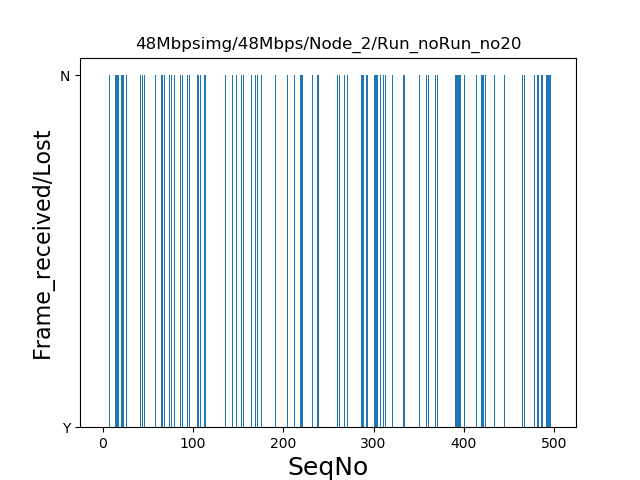 48Mbpsimg/48Mbps/Node_2/Run_noRun_no20
N
Frame_received/Lost
Y
0 100 200 300 400 500
SeqNo